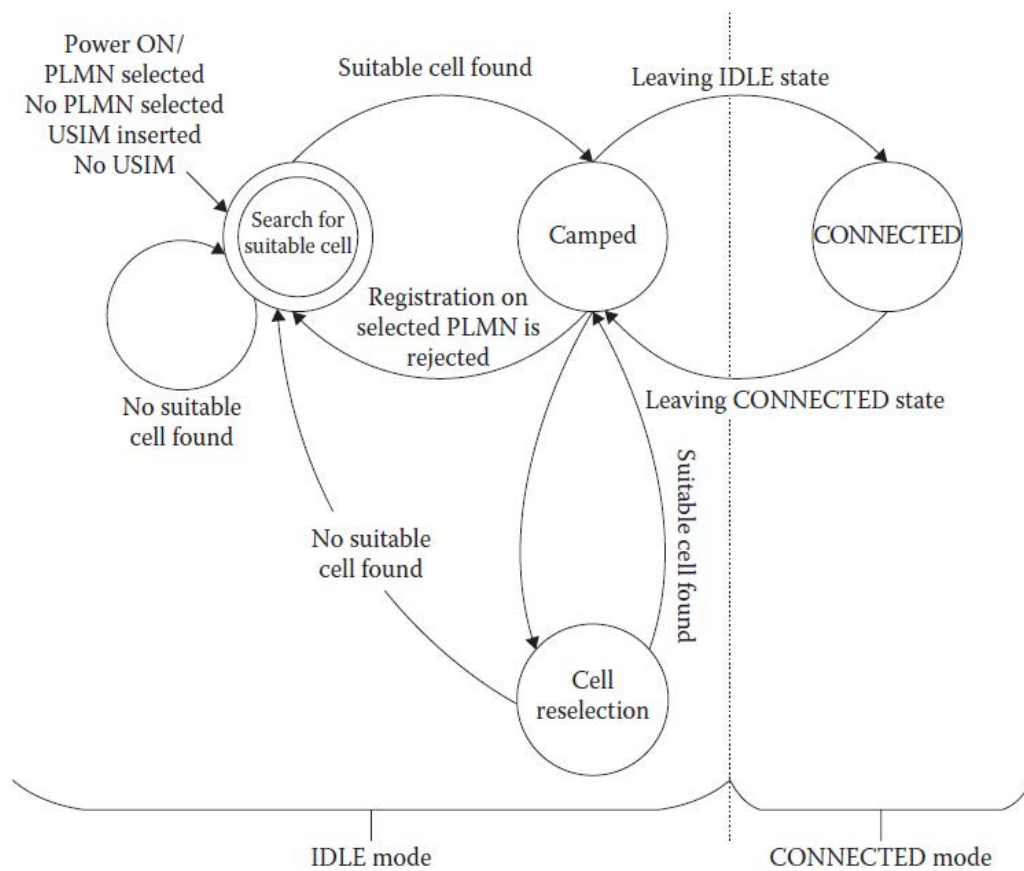 Power ON/
PLMN selected
No PLMN selected
USIM inserted
No USIM
Suitable cell found
Leaving IDLE state
Search for
suitable cell
Camped
CONNECTED
Registration on
selected PLMN is
rejected
No suitable
cell found
Leaving CONNECTED state
Suitable cell found
No suitable
cell found
Cell
reselection
IDLE mode
CONNECTED mode